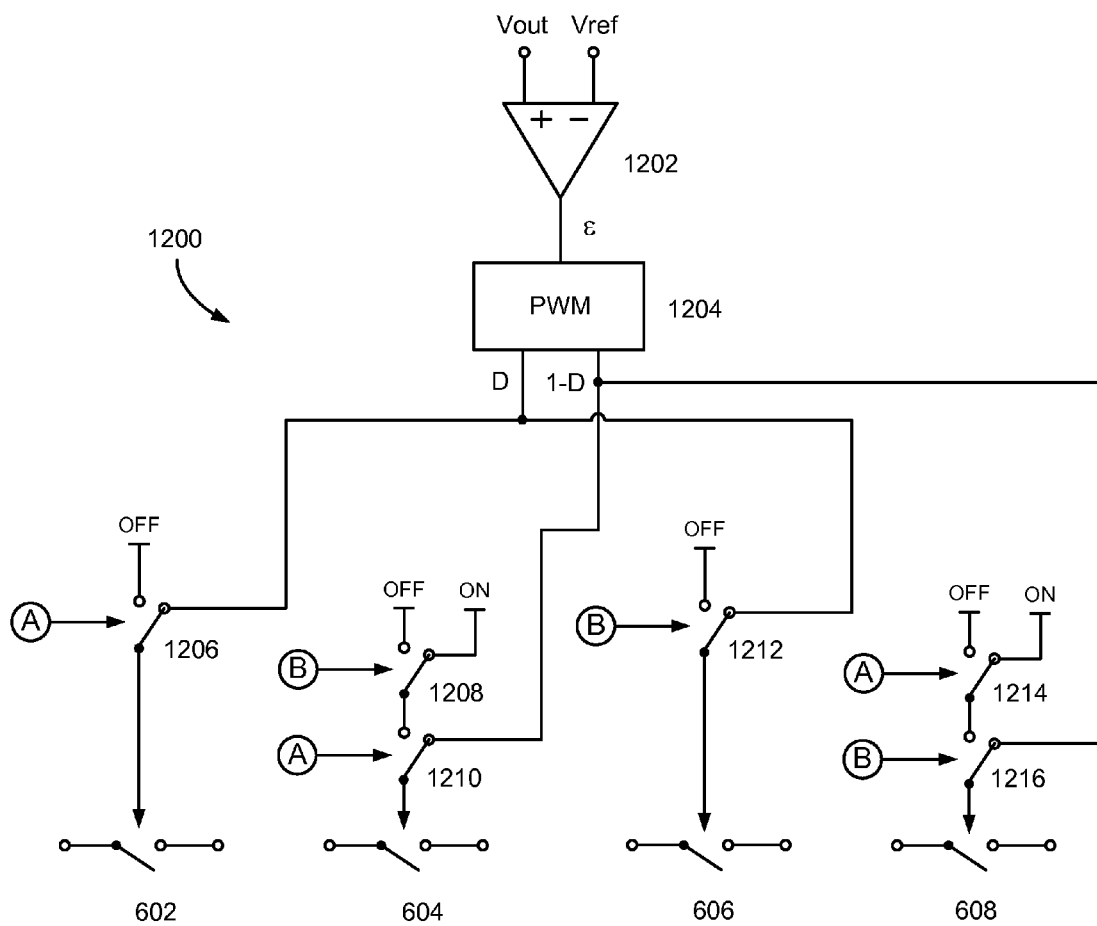 Vout Vref
+ −
1202
ε
1200
PWM
1204
D 1-D
OFF
OFF
OFF ON
OFF ON
A
B
1206
1212
B
A
1208
1214
A
B
1210
1216
602
604
606
608